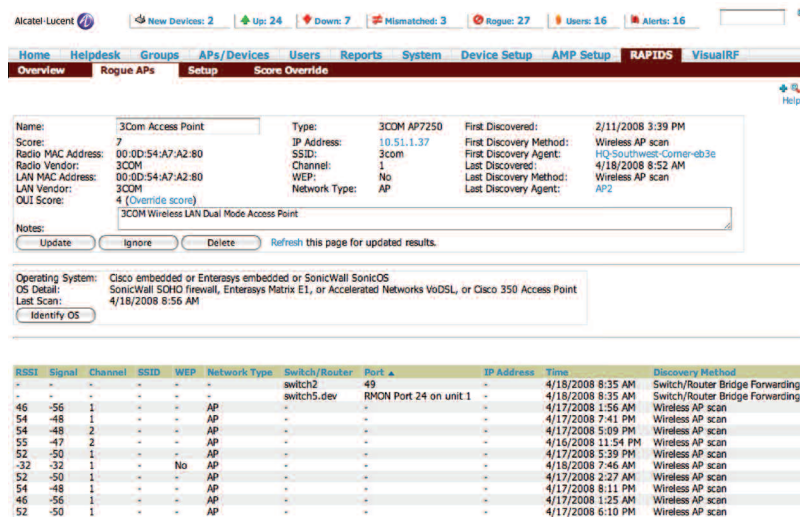 Alcatel-Lucent New Devices: 2 Up: 24 Down: 7 Mismatched: 3 Rogue: 27 Users: 16 Alerts: 16
Home Helpdesk Groups APs/Devices Users Reports System Device Setup AMP Setup RAPIDS VisualRF
Overview Rogue APs Setup Score Override
Help
Name: 3Com Access Point Type: 3COM AP7250 First Discovered: 2/11/2008 3:39 PM
Score: 7 IP Address: 10.51.1.37 First Discovery Method: Wireless AP scan
Radio MAC Address: 00:0D:54:A7:A2:80 SSID: 3com First Discovery Agent: HQ-Southwest-Corner-eb3e
Radio Vendor: 3COM Channel: 1 Last Discovered: 4/18/2008 8:52 AM
LAN MAC Address: 00:0D:54:A7:A2:80 WEP: No Last Discovery Method: Wireless AP scan
LAN Vendor: 3COM Network Type: AP Last Discovery Agent: AP2
OUI Score: 4 (Override score)
3COM Wireless LAN Dual Mode Access Point
Notes:
Update Ignore Delete Refresh this page for updated results.
Operating System: Cisco embedded or Enterasys embedded or SonicWall SonicOS
OS Detail: SonicWall SOHO firewall, Enterasys Matrix E1, or Accelerated Networks VoDSL, or Cisco 350 Access Point
Last Scan: 4/18/2008 8:56 AM
Identify OS
RSSI Signal Channel SSID WEP Network Type Switch/Router Port ▲ IP Address Time Discovery Method
- - - - - - switch2 49 - 4/18/2008 8:35 AM Switch/Router Bridge Forwarding
- - - - - - switch5.dev RMON Port 24 on unit 1 - 4/18/2008 8:35 AM Switch/Router Bridge Forwarding
46 -56 1 - - AP - - - 4/17/2008 1:56 AM Wireless AP scan
54 -48 1 - - AP - - - 4/17/2008 7:41 PM Wireless AP scan
54 -48 2 - - AP - - - 4/17/2008 5:09 PM Wireless AP scan
55 -47 2 - - AP - - - 4/16/2008 11:54 PM Wireless AP scan
52 -50 1 - - AP - - - 4/17/2008 5:39 PM Wireless AP scan
-32 -32 1 - No AP - - - 4/18/2008 7:46 AM Wireless AP scan
52 -50 1 - - AP - - - 4/17/2008 2:27 AM Wireless AP scan
54 -48 1 - - AP - - - 4/17/2008 8:11 PM Wireless AP scan
46 -56 1 - - AP - - - 4/17/2008 1:25 AM Wireless AP scan
52 -50 1 - - AP - - - 4/17/2008 6:10 PM Wireless AP scan